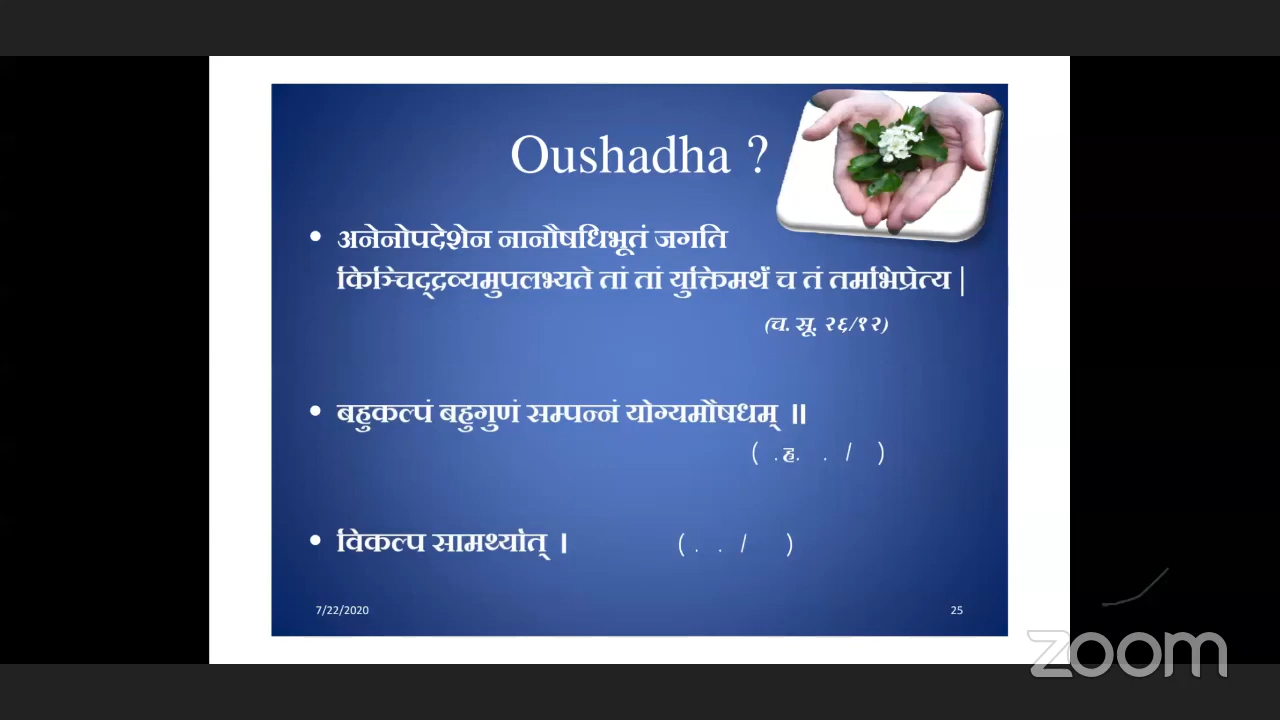 Oushadha ?
• अनेनोपदेशेन नानौषधिभूतं जगति
किञ्चिद्द्रव्यमुपलभ्यते तां तां युक्तिमर्थं च तं तमभिप्रेत्य |
(च. सू. २६/१२)
• बहुकल्पं बहुगुणं सम्पन्नं योग्यमौषधम् ॥
( .ह. . / )
• विकल्प सामर्थ्यात् । ( . . / )
7/22/2020 25
zoom